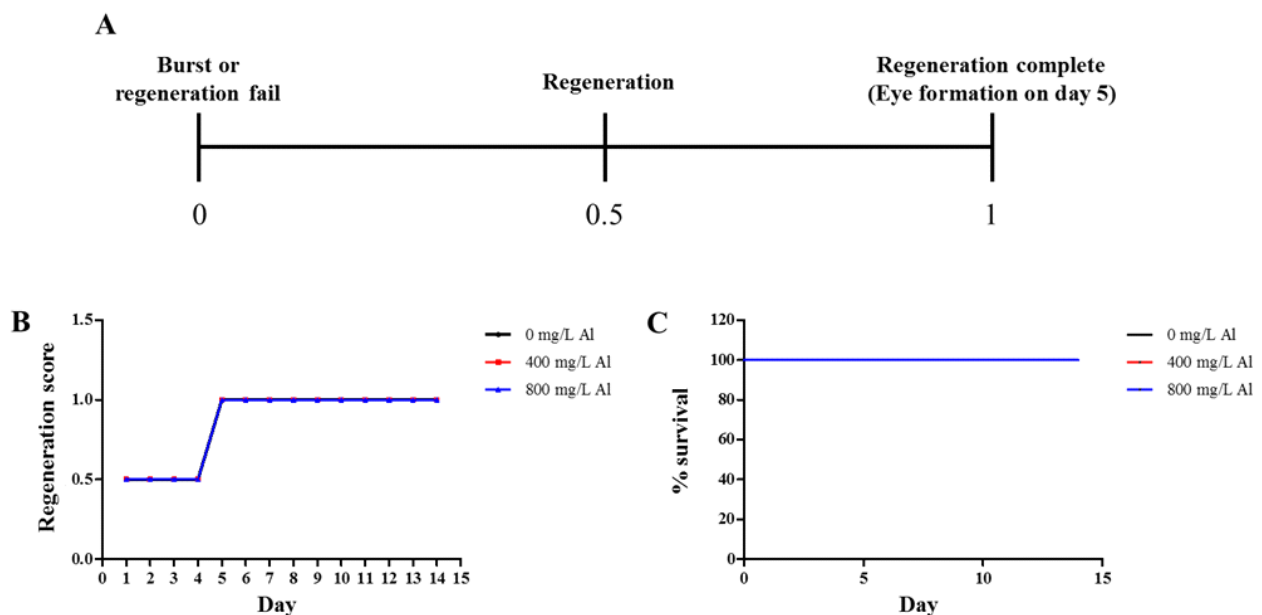 A
Burst or
regeneration fail
Regeneration
Regeneration complete
(Eye formation on day 5)
0
0.5
1
B
Regeneration score
1.5
1.0
0.5
0.0
0 1 2 3 4 5 6 7 8 9 10 11 12 13 14 15
Day
0 mg/L Al
400 mg/L Al
800 mg/L Al
C
% survival
120
100
80
60
40
20
0
0 5 10 15
Day
0 mg/L Al
400 mg/L Al
800 mg/L Al